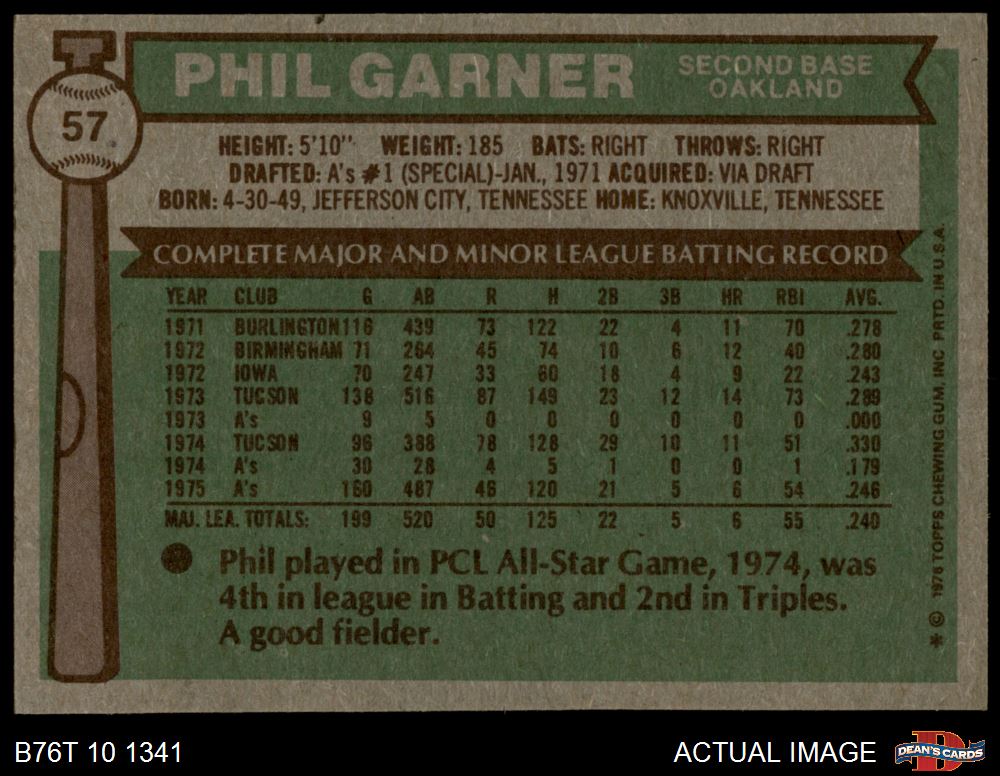 T
57
PHIL GARNER
SECOND BASE
OAKLAND
HEIGHT: 5'10" WEIGHT: 185 BATS: RIGHT THROWS: RIGHT
DRAFTED: A's #1 (SPECIAL)-JAN., 1971 ACQUIRED: VIA DRAFT
BORN: 4-30-49, JEFFERSON CITY, TENNESSEE HOME: KNOXVILLE, TENNESSEE
COMPLETE MAJOR AND MINOR LEAGUE BATTING RECORD
YEAR CLUB G AB R H 2B 3B HR RBI AVG.
1971 BURLINGTON 116 439 73 122 22 4 11 70 .278
1972 BIRMINGHAM 71 264 45 74 10 6 12 40 .280
1972 IOWA 70 247 33 60 18 4 9 22 .243
1973 TUCSON 138 516 87 149 23 12 14 73 .289
1973 A's 9 5 0 0 0 0 0 0 .000
1974 TUCSON 96 388 78 128 29 10 11 51 .330
1974 A's 30 28 4 5 1 0 0 1 .179
1975 A's 160 487 46 120 21 5 6 54 .246
MAJ. LEA. TOTALS: 199 520 50 125 22 5 6 55 .240
Phil played in PCL All-Star Game, 1974, was
4th in league in Batting and 2nd in Triples.
A good fielder.
* © 1976 TOPPS CHEWING GUM, INC PRTD. IN U.S.A.
B76T 10 1341
ACTUAL IMAGE
D
DEAN'S CARDS